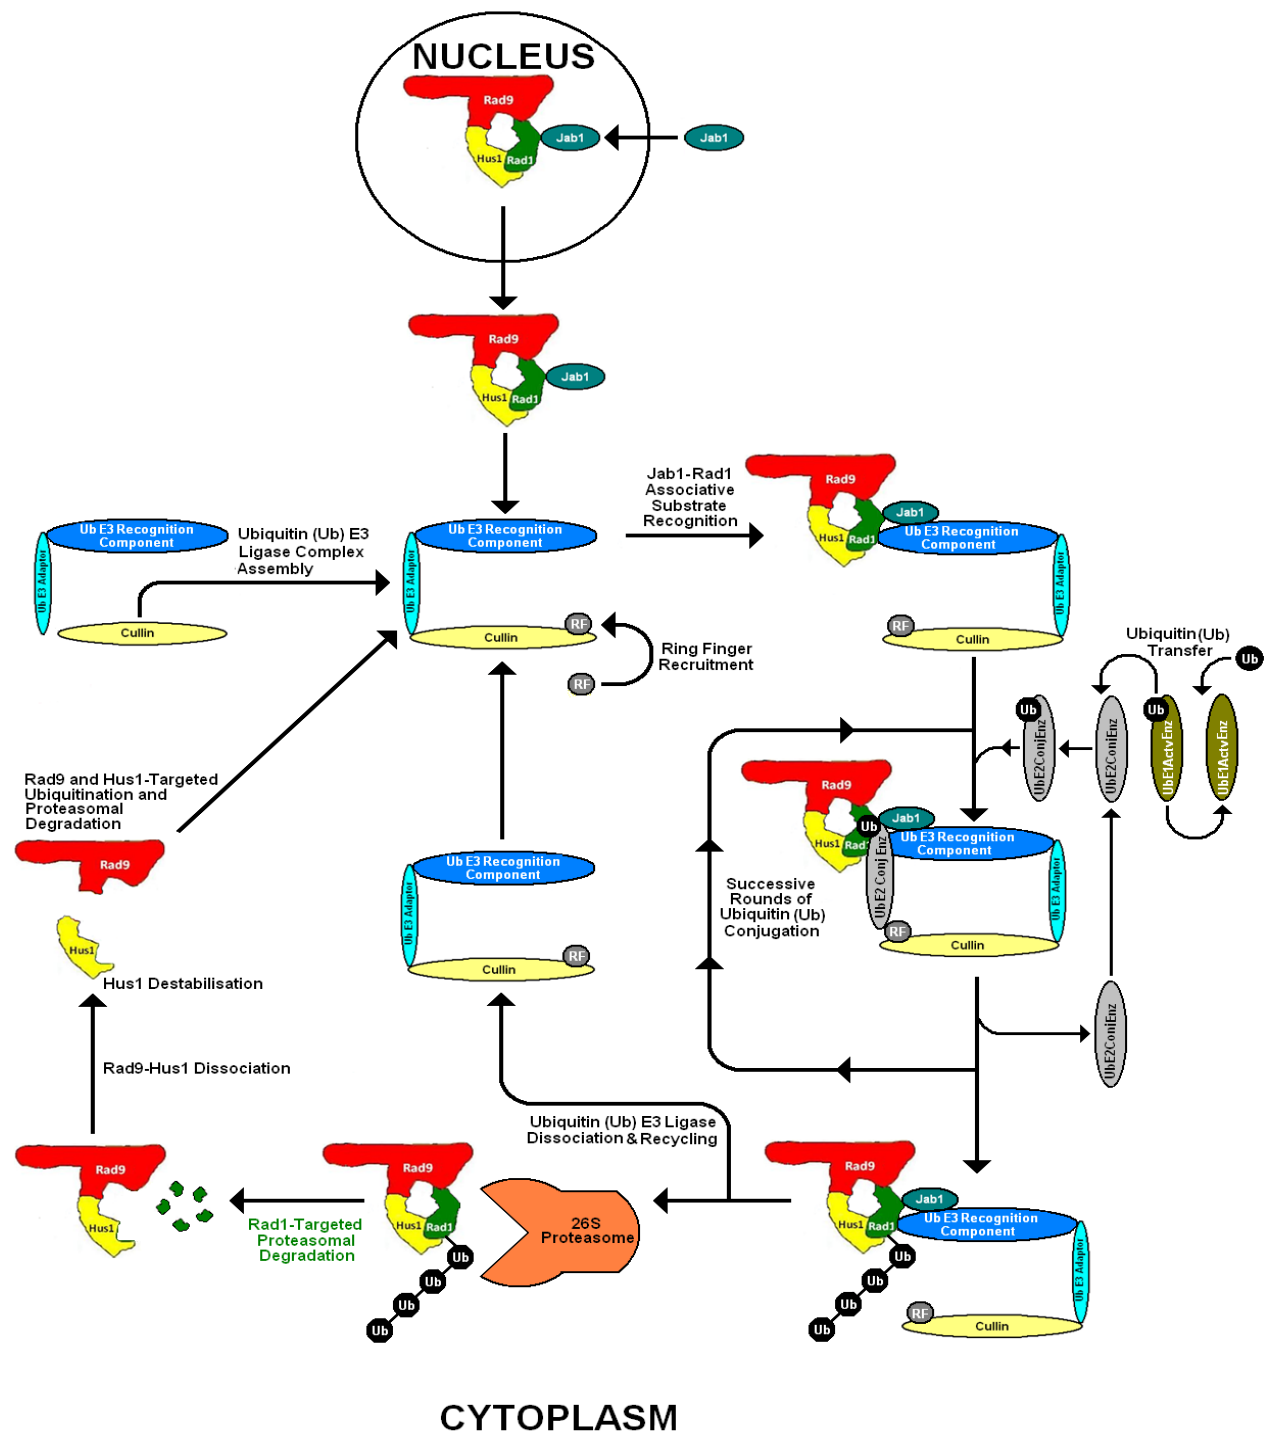 NUCLEUS
Rad9
Hus1
Rad1
Jab1
Jab1
Rad9
Hus1
Rad1
Jab1
Jab1-Rad1
Associative
Substrate
Recognition
Rad9
Hus1
Rad1
Jab1
Ub E3 Recognition
Component
Ub E3 Adaptor
RF
Cullin
Ub E3 Recognition
Component
Ub E3 Adaptor
Cullin
Ubiquitin (Ub) E3
Ligase Complex
Assembly
Ub E3 Recognition
Component
Ub E3 Adaptor
Cullin
RF
RF
Ring Finger
Recruitment
Ubiquitin (Ub)
Transfer
Ub
Ub
UbE2ConjEnz
UbE2ConjEnz
Ub
UbE1ActvEnz
UbE1ActvEnz
Rad9 and Hus1-Targeted
Ubiquitination and
Proteasomal
Degradation
Rad9
Hus1
Hus1 Destabilisation
Rad9-Hus1 Dissociation
Ub E3 Recognition
Component
Ub E3 Adaptor
Cullin
RF
Successive
Rounds of
Ubiquitin (Ub)
Conjugation
Rad9
Hus1
Rad1
Ub
Jab1
Ub E2 Conj Enz
Ub E3 Recognition
Component
Ub E3 Adaptor
RF
Cullin
UbE2ConjEnz
Ubiquitin (Ub) E3 Ligase
Dissociation & Recycling
Rad9
Hus1
Rad1-Targeted
Proteasomal
Degradation
Rad9
Hus1
Rad1
Ub
Ub
Ub
Ub
26S
Proteasome
Rad9
Hus1
Rad1
Jab1
Ub E3 Recognition
Component
Ub E3 Adaptor
Ub
Ub
Ub
Ub
RF
Cullin
CYTOPLASM